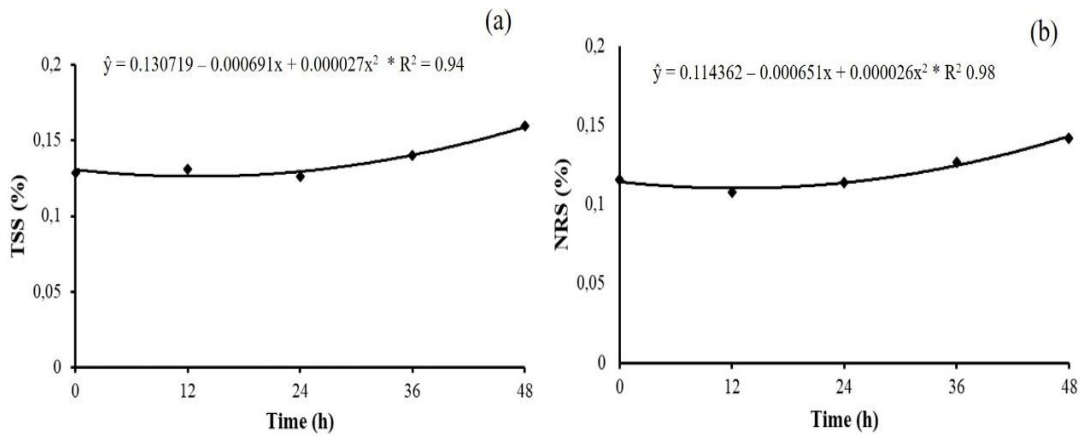 (a)
ŷ = 0.130719 – 0.000691x + 0.000027x² * R² = 0.94
0,2
0,15
0,1
0,05
0
TSS (%)
0 12 24 36 48
Time (h)
(b)
ŷ = 0.114362 – 0.000651x + 0.000026x² * R² 0.98
0,2
0,15
0,1
0,05
0
NRS (%)
0 12 24 36 48
Time (h)